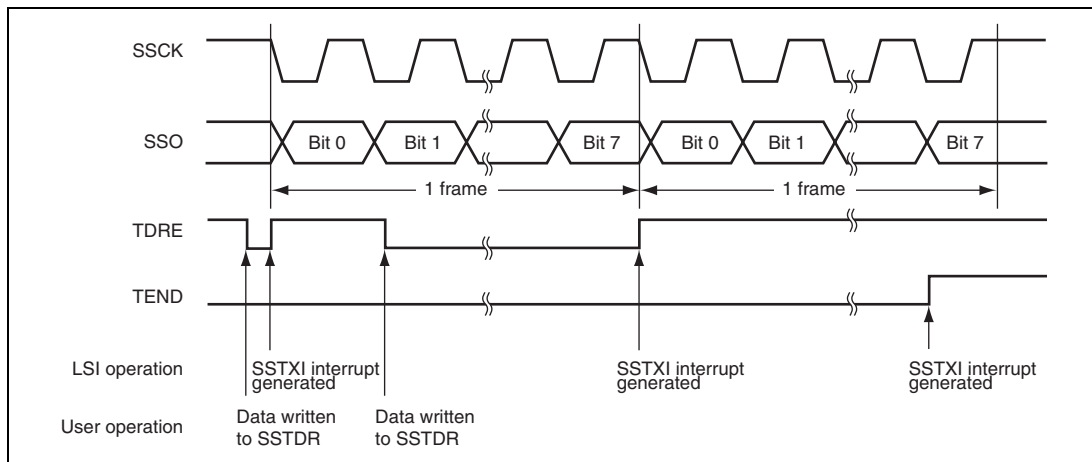 SSCK
SSO
Bit 0
Bit 1
Bit 7
Bit 0
Bit 1
Bit 7
1 frame
1 frame
TDRE
TEND
LSI operation
SSTXI interrupt
generated
SSTXI interrupt
generated
SSTXI interrupt
generated
User operation
Data written
to SSTDR
Data written
to SSTDR